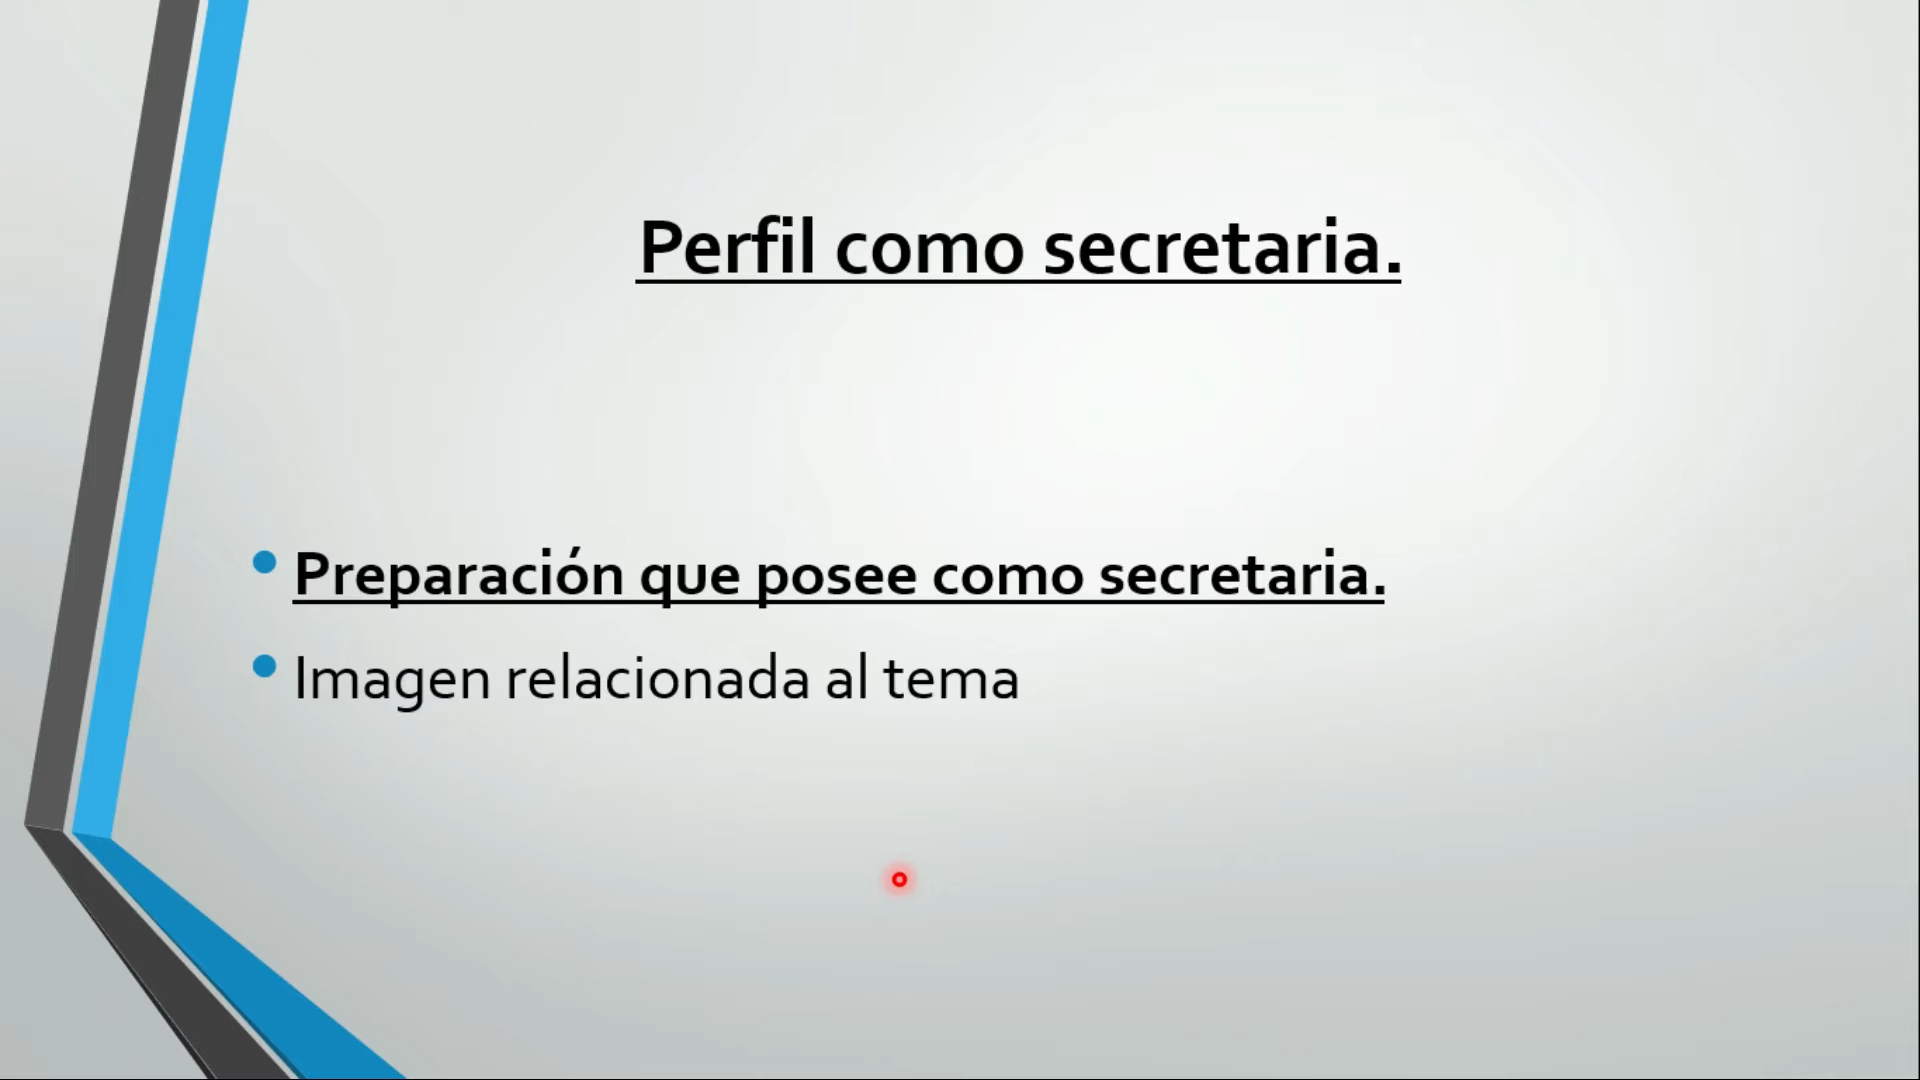 Perfil como secretaria.
Preparación que posee como secretaria.
Imagen relacionada al tema